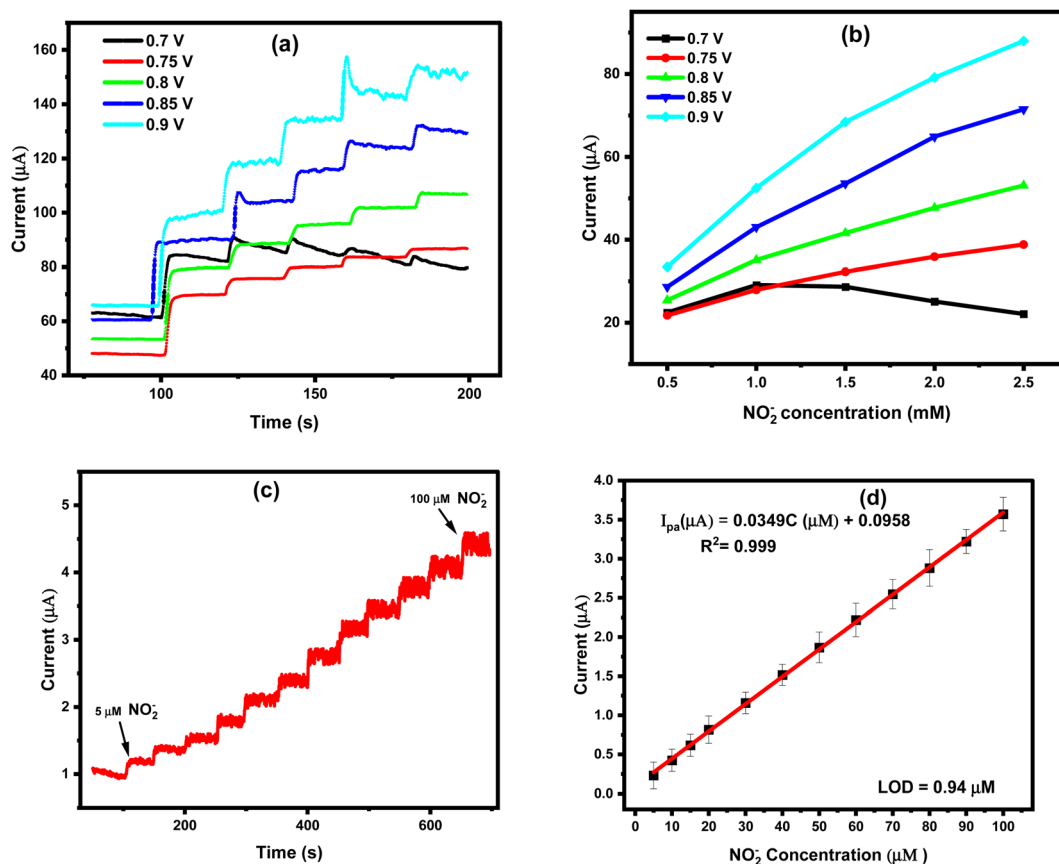 (a)
0.7 V
0.75 V
0.8 V
0.85 V
0.9 V
Current (μA)
160
140
120
100
80
60
40
100
150
200
Time (s)
(b)
0.7 V
0.75 V
0.8 V
0.85 V
0.9 V
Current (μA)
80
60
40
20
0.5
1.0
1.5
2.0
2.5
NO₂⁻ concentration (mM)
(c)
100 μM NO₂⁻
5 μM NO₂⁻
Current (μA)
5
4
3
2
1
200
400
600
Time (s)
(d)
Iₚₐ(μA) = 0.0349C (μM) + 0.0958
R²= 0.999
LOD = 0.94 μM
Current (μA)
4.0
3.5
3.0
2.5
2.0
1.5
1.0
0.5
0.0
0
10
20
30
40
50
60
70
80
90
100
NO₂⁻ Concentration (μM )